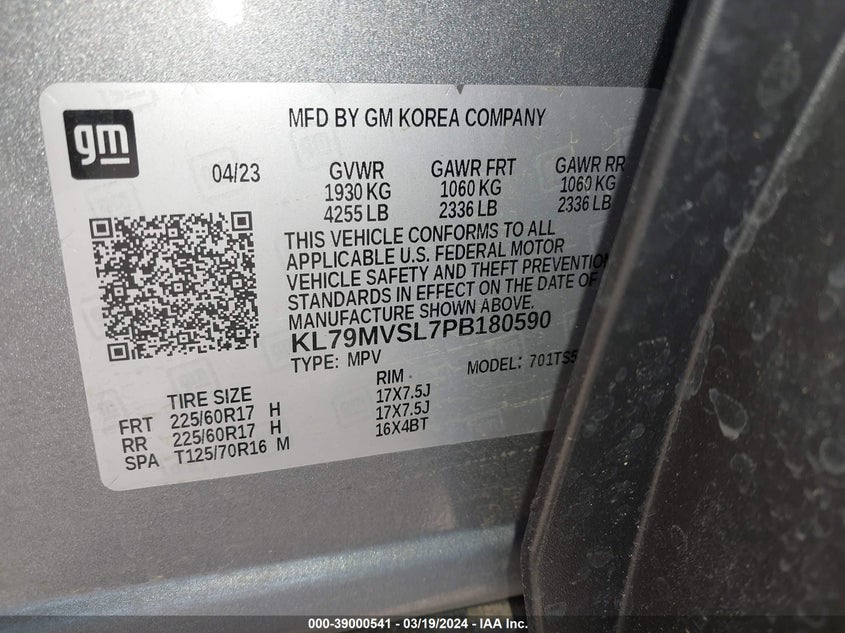 gm
MFD BY GM KOREA COMPANY
04/23
GVWR GAWR FRT GAWR RR
1930 KG 1060 KG 1060 KG
4255 LB 2336 LB 2336 LB
THIS VEHICLE CONFORMS TO ALL
APPLICABLE U.S. FEDERAL MOTOR
VEHICLE SAFETY AND THEFT PREVENTION
STANDARDS IN EFFECT ON THE DATE OF
MANUFACTURE SHOWN ABOVE.
KL79MVSL7PB180590
TYPE: MPV MODEL: 701TS5
TIRE SIZE RIM
FRT 225/60R17 H 17X7.5J
RR 225/60R17 H 17X7.5J
SPA T125/70R16 M 16X4BT
000-39000541 - 03/19/2024 - IAA Inc.